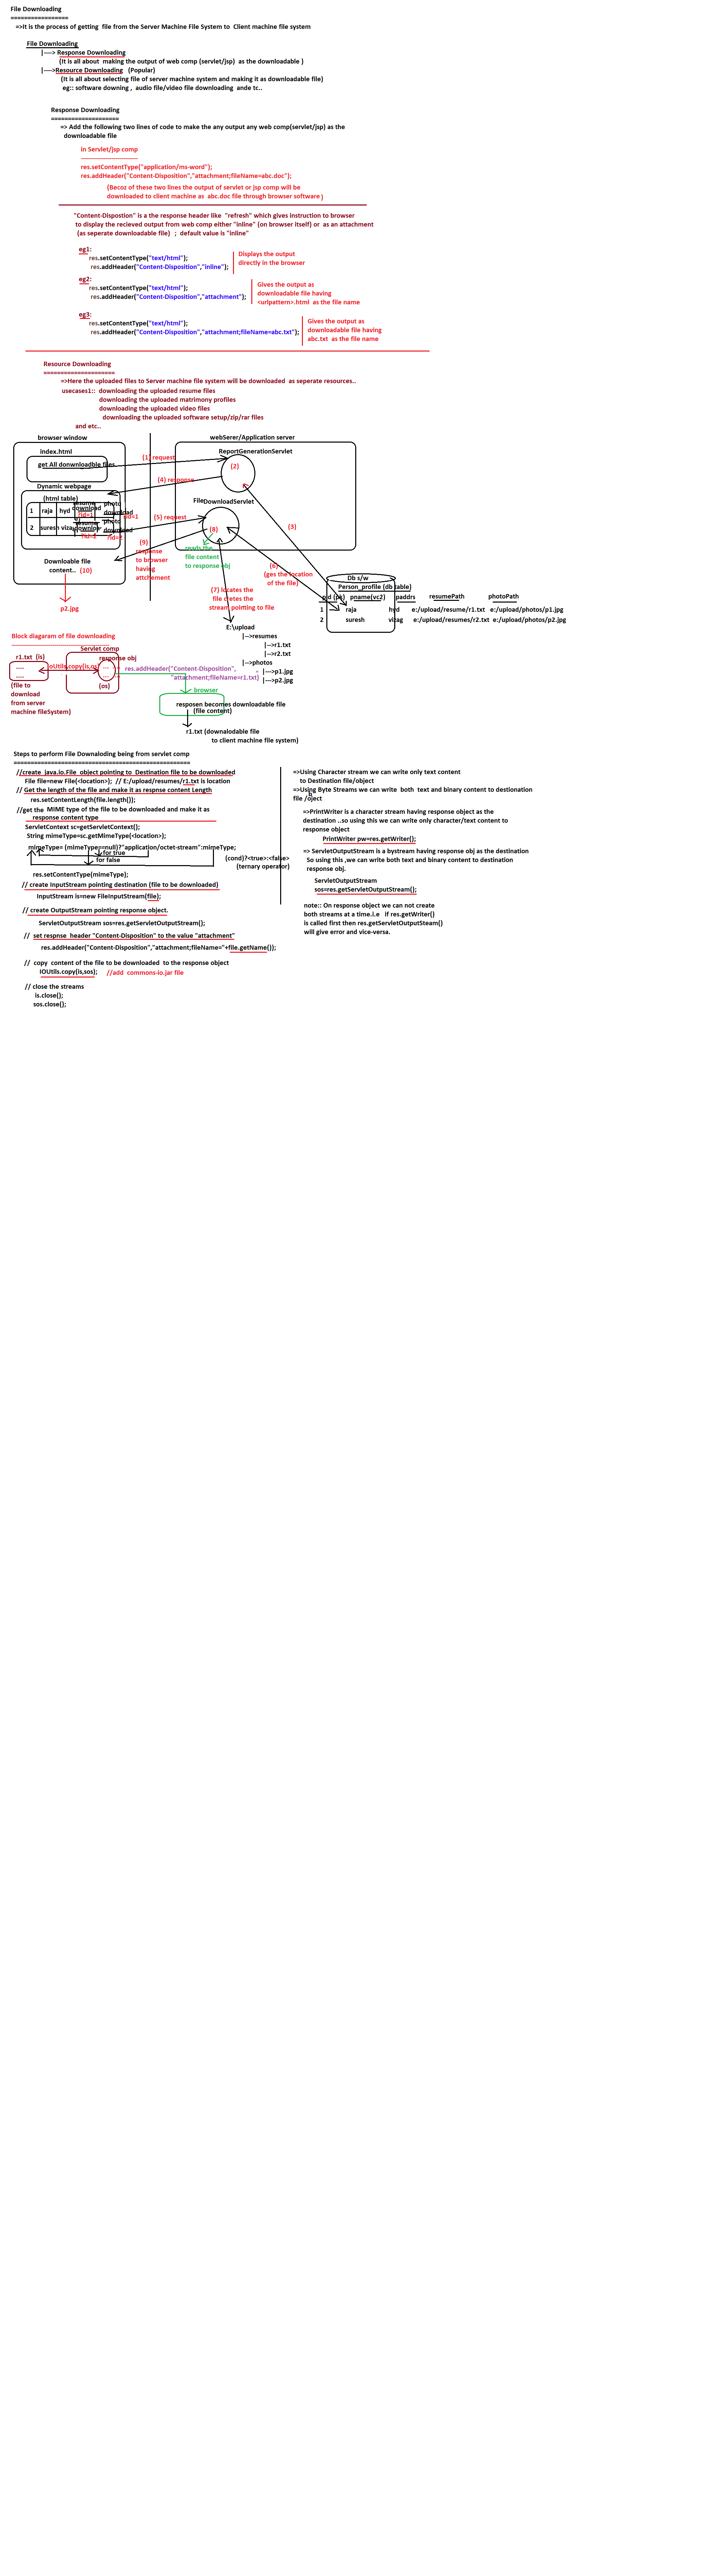 File Downloading
=================
=>It is the process of getting file from the Server Machine File System to Client machine file system
File Downloading
|----> Response Downloading
(It is all about making the output of web comp (servlet/jsp) as the downloadable )
|---->Resource Downloading (Popular)
(It is all about selecting file of server machine system and making it as downloadable file)
eg:: software downing , audio file/video file downloading ande tc..
Response Downloading
====================
=> Add the following two lines of code to make the any output any web comp(servlet/jsp) as the
downloadable file
in Servlet/jsp comp
-----------------------------
res.setContentType("application/ms-word");
res.addHeader("Content-Disposition","attachment;fileName=abc.doc");
(Becoz of these two lines the output of servlet or jsp comp will be
downloaded to client machine as abc.doc file through browser software )
"Content-Dispostion" is a the response header like "refresh" which gives instruction to browser
to display the recieved output from web comp either "inline" (on browser itself) or as an attachment
(as seperate downloadable file) ; default value is "inline"
eg1:
res.setContentType("text/html");
res.addHeader("Content-Disposition","inline");
Displays the output
directly in the browser
eg2:
res.setContentType("text/html");
res.addHeader("Content-Disposition","attachment");
Gives the output as
downloadable file having
<urlpattern>.html as the file name
eg3:
res.setContentType("text/html");
res.addHeader("Content-Disposition","attachment;fileName=abc.txt");
Gives the output as
downloadable file having
abc.txt as the file name
Resource Downloading
=====================
=>Here the uploaded files to Server machine file system will be downloaded as seperate resources..
usecases1:: downloading the uploaded resume files
downloading the uploaded matrimony profiles
downloading the uploaded video files
downloading the uploaded software setup/zip/rar files
and etc..
browser window
webSerer/Application server
index.html
get All donwnloadble files
(1) request
ReportGenerationServlet
(2)
(4) response
Dynamic webpage
(html table)
1 raja hyd
resume
download
rid=1
photo
download
rid=1
2 suresh vizag
resume
photo
download
rid=2
(5) request
FileDownloadServlet
(8)
(3)
reads the
file content
to response obj
(9)
response
to browser
having
attchement
(6)
(ges the location
of the file)
Downloable file
content.. (10)
p2.jpg
(7) locates the
file cretes the
stream pointing to file
Db s/w
Person_profile (db table)
pid (pk) pname(vc2) paddrs resumePath photoPath
1 raja hyd e:/upload/resume/r1.txt e:/upload/photos/p1.jpg
2 suresh vizag e:/upload/resumes/r2.txt e:/upload/photos/p2.jpg
E:\upload
|-->resumes
|-->r1.txt
|-->r2.txt
|-->photos
|--->p1.jpg
|--->p2.jpg
Block diagaram of file downloading
Servlet comp
response obj
r1.txt (is)
....
....
(file to
download
from server
machine fileSystem)
... 
...
(os)
res.addHeader("Content-Disposition",
"attachment;fileName=r1.txt)
browser
resposen becomes downloadable file
(file content)
r1.txt (downalodable file
to client machine file system)
Steps to perform File Downaloding being from servlet comp
====================================================
//create java.io.File object pointing to Destination file to be downloaded
File file=new File(<location>); // E:/upload/resumes/r1.txt is location
// Get the length of the file and make it as respnse content Length
res.setContentLength(file.length());
//get the MIME type of the file to be downloaded and make it as
response content type
ServletContext sc=getServletContext();
String mimeType=sc.getMimeType(<location>);
mimeType= (mimeType==null)?"application/octet-stream":mimeType;
for true
for false
(cond)?<true>:<false>
(ternary operator)
res.setContentType(mimeType);
// create InputStream pointing destination (file to be downloaded)
InputStream is=new FileInputStream(file);
// create OutputStream pointing response object.
ServletOutputStream sos=res.getServletOutputStream();
// set respnse header "Content-Disposition" to the value "attachment"
res.addHeader("Content-Disposition","attachment;fileName="+file.getName());
// copy content of the file to be downloaded to the response object
IOUtils.copy(is,sos); //add commons-io.jar file
// close the streams
is.close();
sos.close();
=>Using Character stream we can write only text content
to Destination file/object
=>Using Byte Streams we can write both text and binary content to destionation
file /oject
b
=>PrintWriter is a character stream having response object as the
destination ..so using this we can write only character/text content to
response object
PrintWriter pw=res.getWriter();
=> ServletOutputStream is a bystream having response obj as the destination
So using this ,we can write both text and binary content to destination
response obj.
ServletOutputStream
sos=res.getServletOutputStream();
note:: On response object we can not create
both streams at a time.i.e if res.getWriter()
is called first then res.getServletOutputSteam()
will give error and vice-versa.